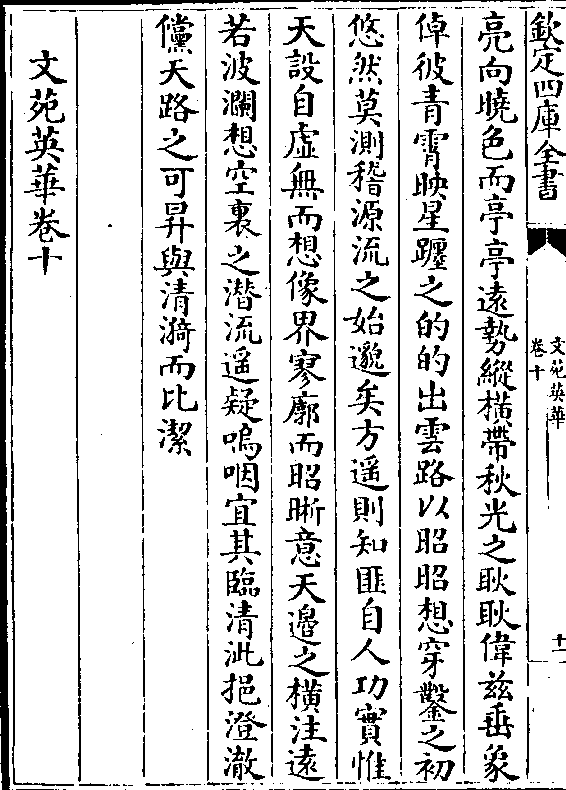 欽定四庫全書
文苑英華
卷十
十二
亮向曉色而亭亭遠勢縱橫帶秋光之耿耿偉兹垂象
倬彼青霄映星躔之的的出雲路以昭昭想穿鑿之初
悠然莫測稽源流之始邈矣方遥則知匪自人功實惟
天設自虚無而想像界寥廓而昭晣意天邉之橫注逺
若波瀾想空裏之潜流遥疑嗚咽宜其臨清泚挹澄澈
儻天路之可昇與清漪而比潔
文苑英華卷十